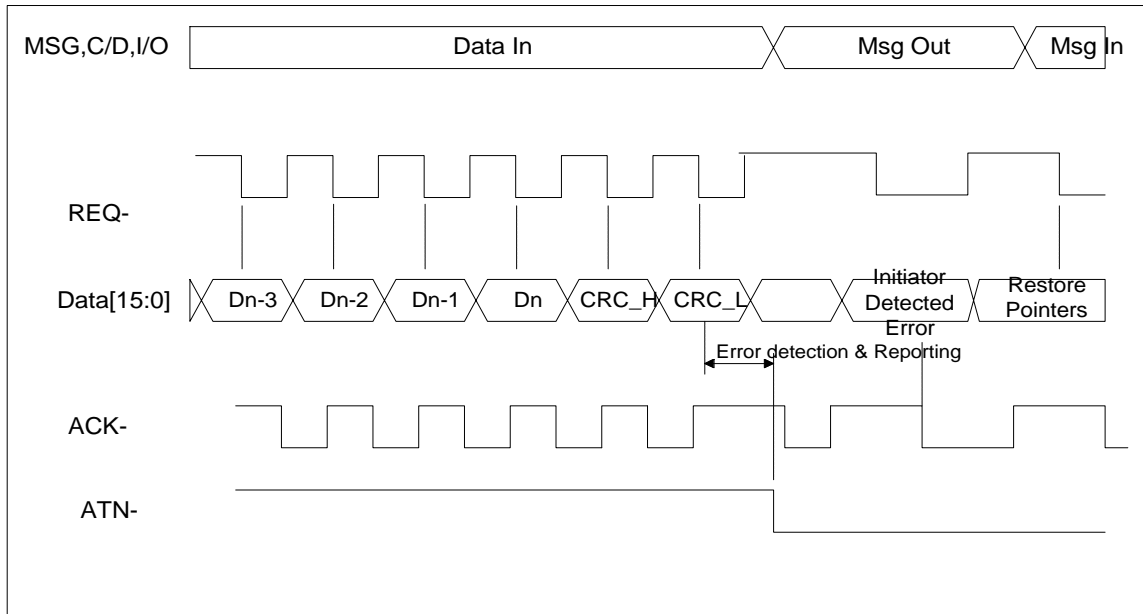 MSG,C/D,I/O Data In Msg Out Msg In
REQ-
Data[15:0] Dn-3 Dn-2 Dn-1 Dn CRC_H CRC_L
Initiator
Detected
Error
Restore
Pointers
Error detection & Reporting
ACK-
ATN-